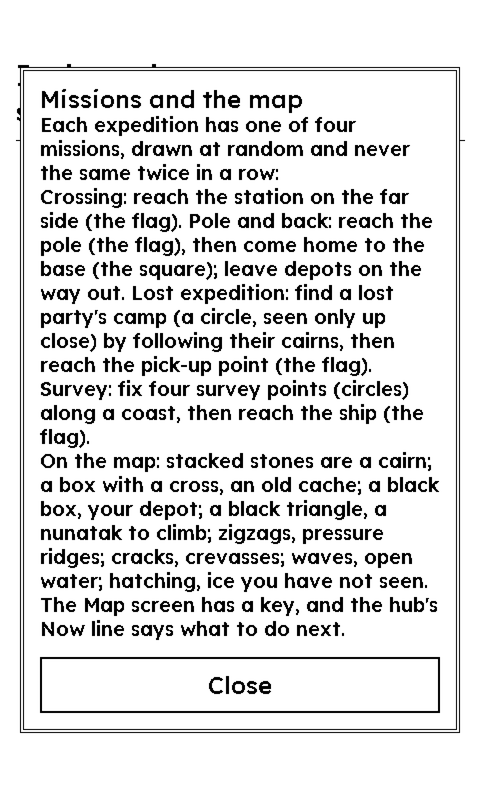 Missions and the map
Each expedition has one of four
missions, drawn at random and never
the same twice in a row:
Crossing: reach the station on the far
side (the flag). Pole and back: reach the
pole (the flag), then come home to the
base (the square); leave depots on the
way out. Lost expedition: find a lost
party's camp (a circle, seen only up
close) by following their cairns, then
reach the pick-up point (the flag).
Survey: fix four survey points (circles)
along a coast, then reach the ship (the
flag).
On the map: stacked stones are a cairn;
a box with a cross, an old cache; a black
box, your depot; a black triangle, a
nunatak to climb; zigzags, pressure
ridges; cracks, crevasses; waves, open
water; hatching, ice you have not seen.
The Map screen has a key, and the hub's
Now line says what to do next.
Close